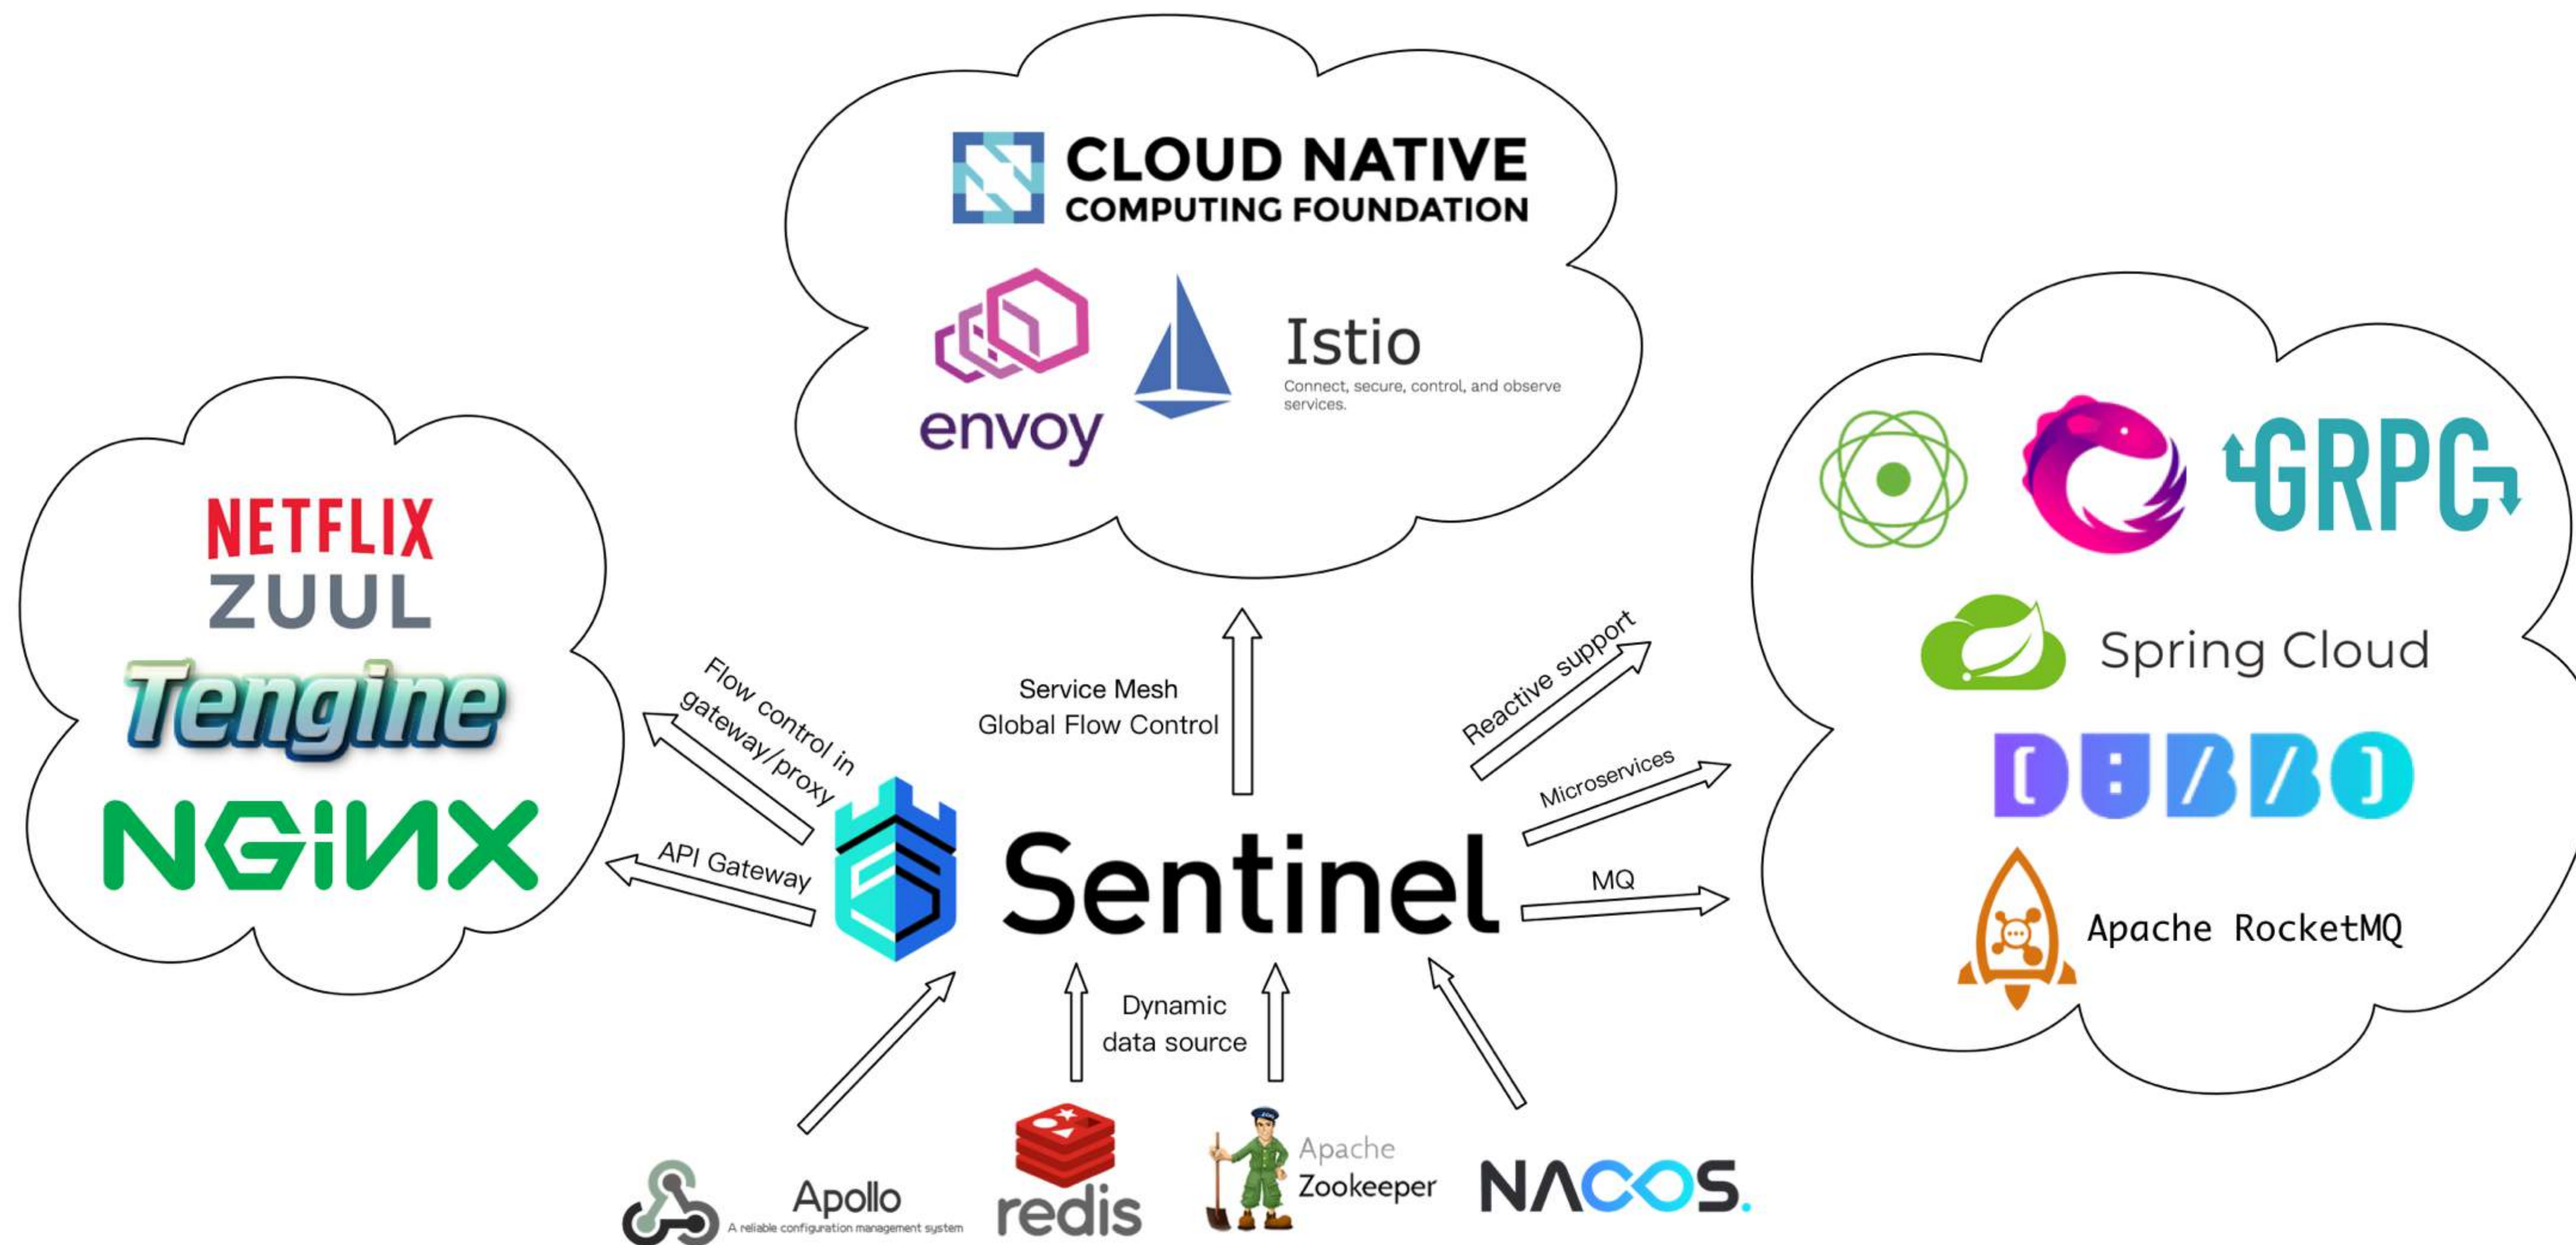 CLOUD NATIVE
COMPUTING FOUNDATION
envoy
Istio
Connect, secure, control, and observe
services.
NETFLIX
ZUUL
Tengine
NGiNX
GRPC
Spring Cloud
DUBBO
Apache RocketMQ
Flow control in
gateway/proxy
API Gateway
Service Mesh
Global Flow Control
Reactive support
Microservices
MQ
Sentinel
Dynamic
data source
Apollo
A reliable configuration management system
redis
Apache
Zookeeper
NACOS.